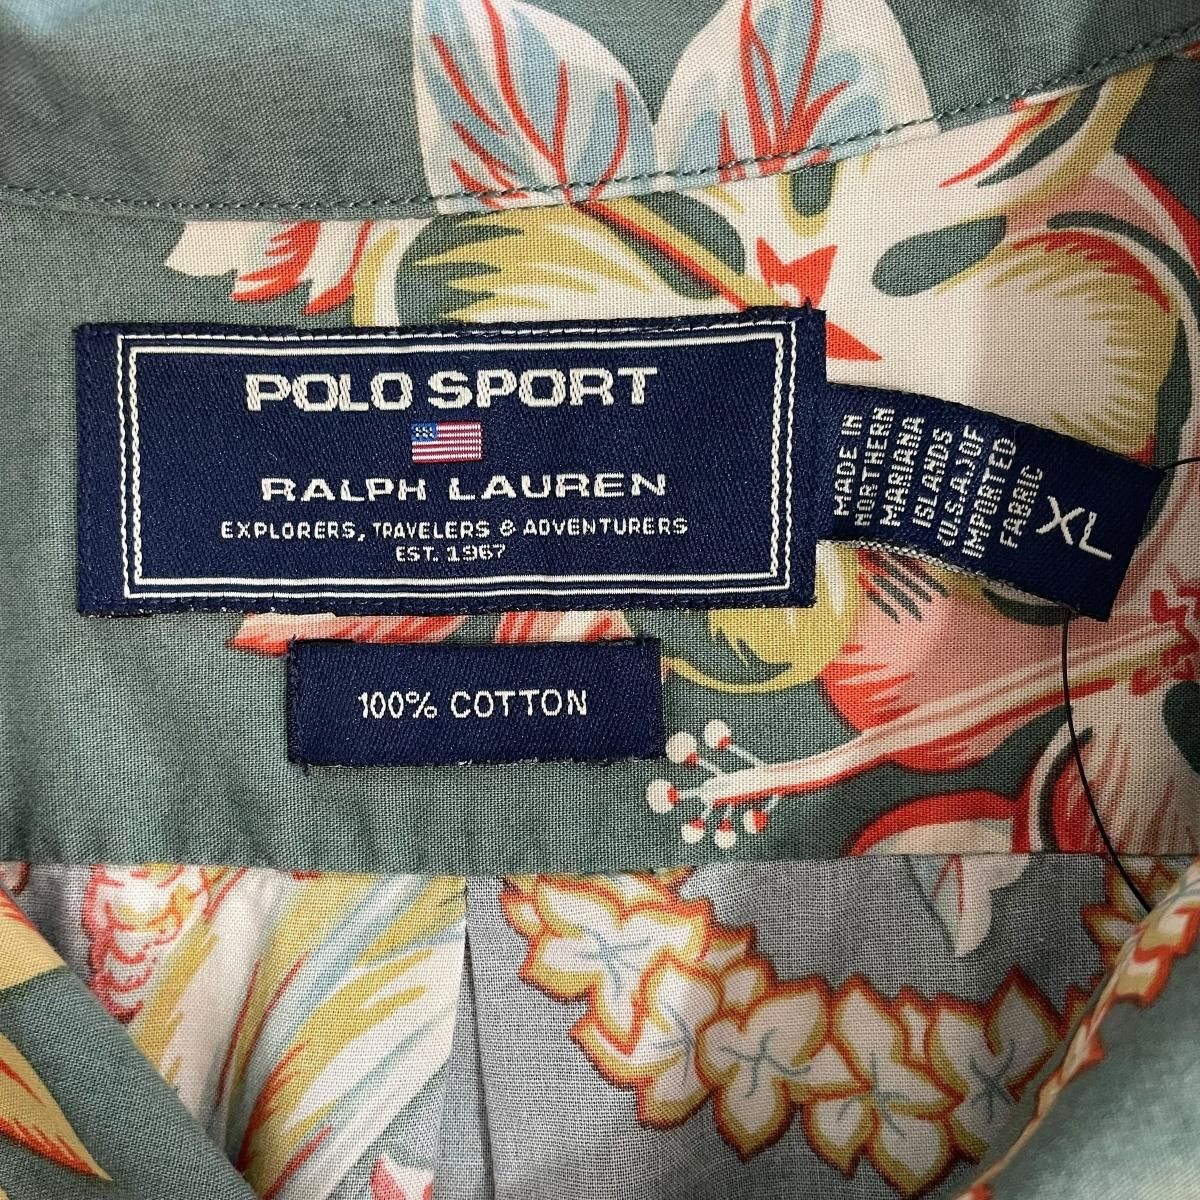 POLO SPORT
RALPH LAUREN
EXPLORERS, TRAVELERS & ADVENTURERS
EST. 1967
MADE IN
NORTHERN
MARIANA
ISLANDS
(U.S.A.) OF
IMPORTED
FABRIC
XL
100% COTTON